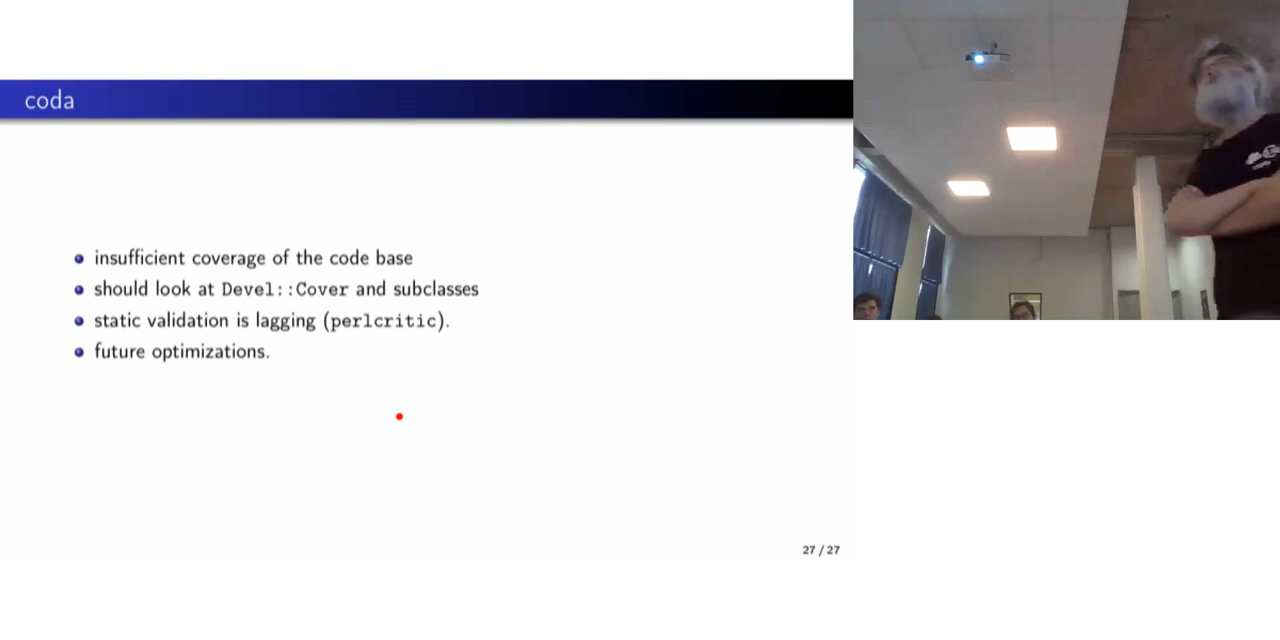 coda
insufficient coverage of the code base
should look at Devel::Cover and subclasses
static validation is lagging (perlcritic).
future optimizations.
27 / 27